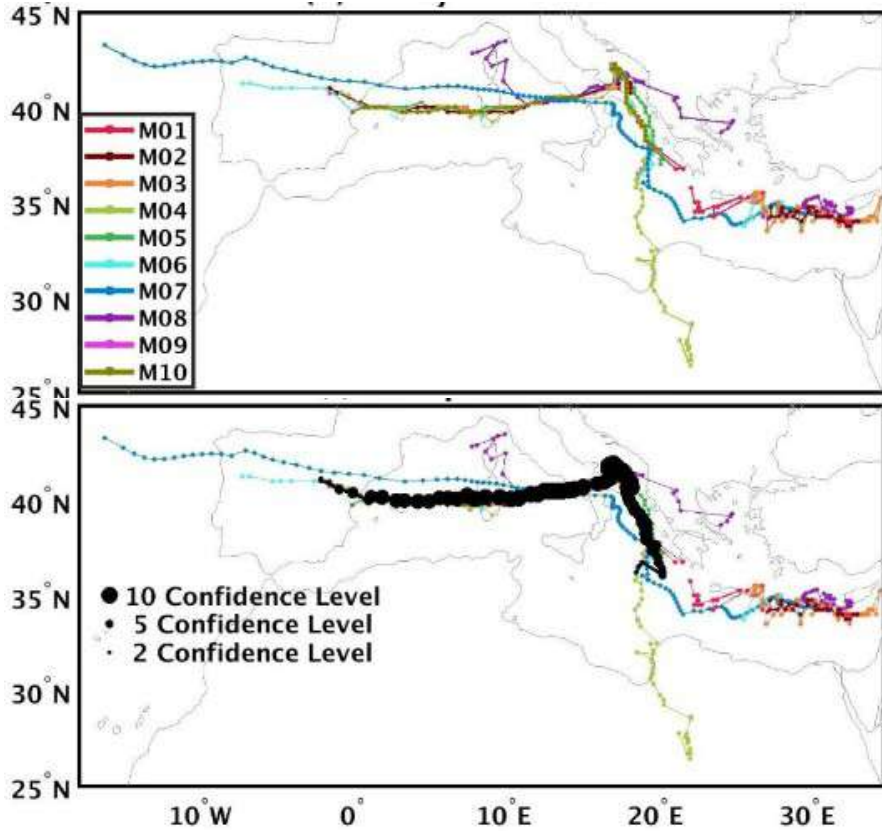 45°N
40°N
35°N
30°N
25°N
M01
M02
M03
M04
M05
M06
M07
M08
M09
M10
45°N
40°N
35°N
30°N
25°N
10 Confidence Level
5 Confidence Level
2 Confidence Level
10°W
0°
10°E
20°E
30°E